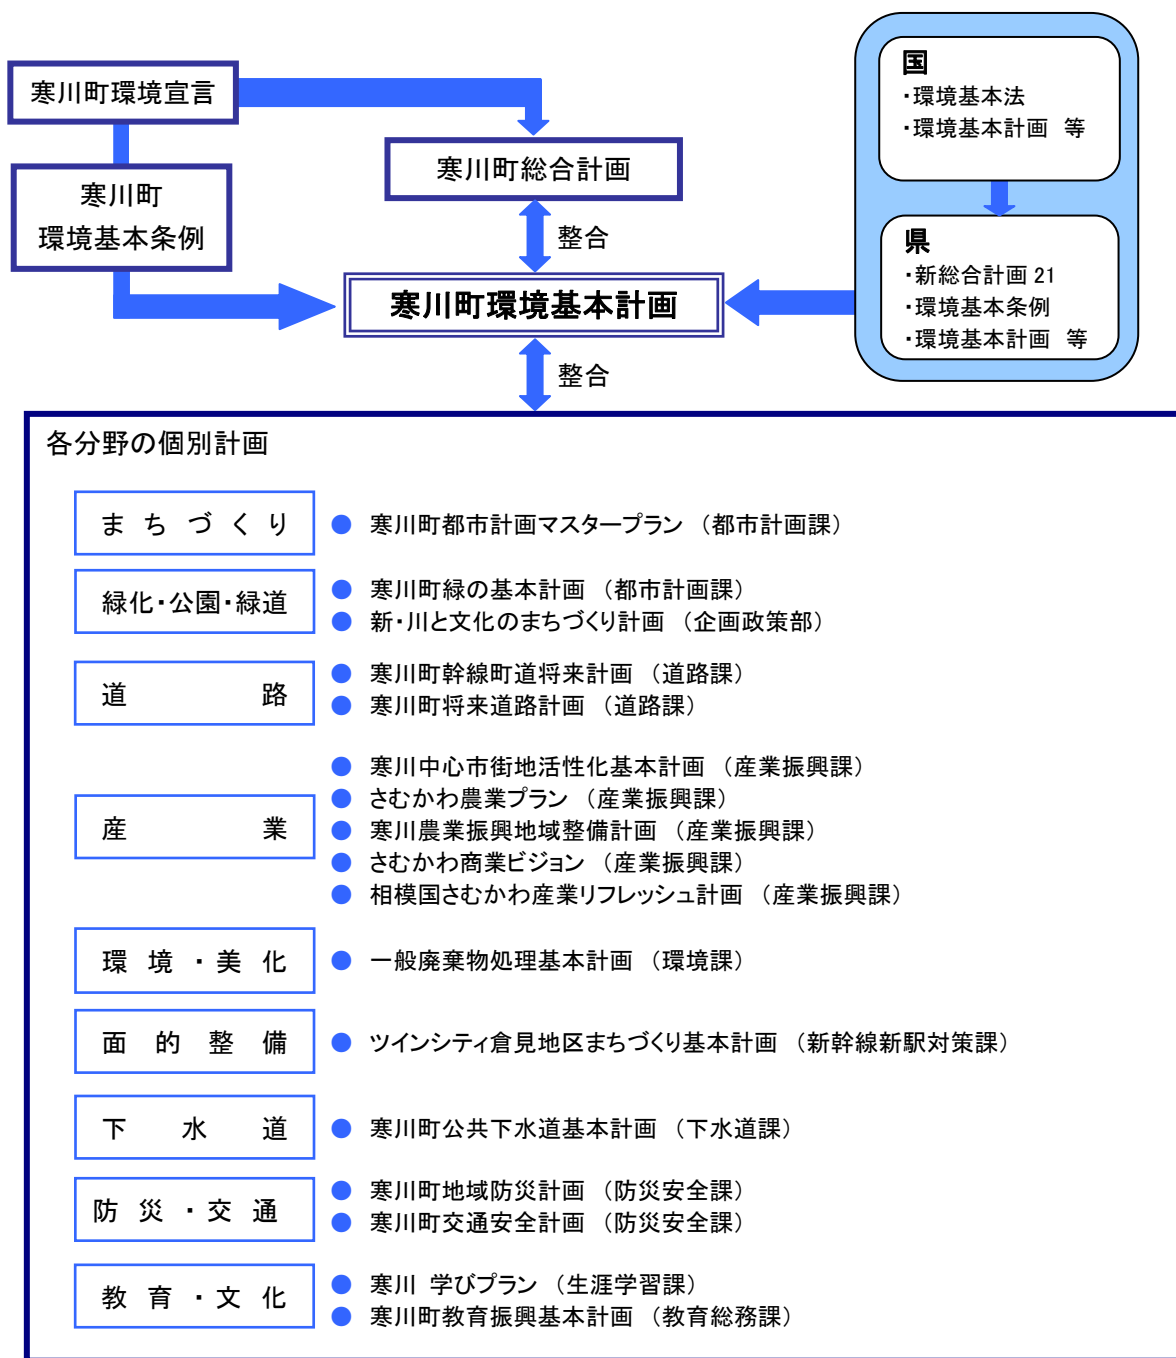 寒川町環境宣言
寒川町
環境基本条例
寒川町総合計画
整合
寒川町環境基本計画
整合
国
・環境基本法
・環境基本計画 等
県
・新総合計画 21
・環境基本条例
・環境基本計画 等
各分野の個別計画
まちづくり
● 寒川町都市計画マスタープラン （都市計画課）
緑化・公園・緑道
● 寒川町緑の基本計画 （都市計画課）
● 新・川と文化のまちづくり計画 （企画政策部）
道路
● 寒川町幹線町道将来計画 （道路課）
● 寒川町将来道路計画 （道路課）
産業
● 寒川中心市街地活性化基本計画 （産業振興課）
● さむかわ農業プラン （産業振興課）
● 寒川農業振興地域整備計画 （産業振興課）
● さむかわ商業ビジョン （産業振興課）
● 相模国さむかわ産業リフレッシュ計画 （産業振興課）
環境・美化
● 一般廃棄物処理基本計画 （環境課）
面的整備
● ツインシティ倉見地区まちづくり基本計画 （新幹線新駅対策課）
下水道
● 寒川町公共下水道基本計画 （下水道課）
防災・交通
● 寒川町地域防災計画 （防災安全課）
● 寒川町交通安全計画 （防災安全課）
教育・文化
● 寒川 学びプラン （生涯学習課）
● 寒川町教育振興基本計画 （教育総務課）